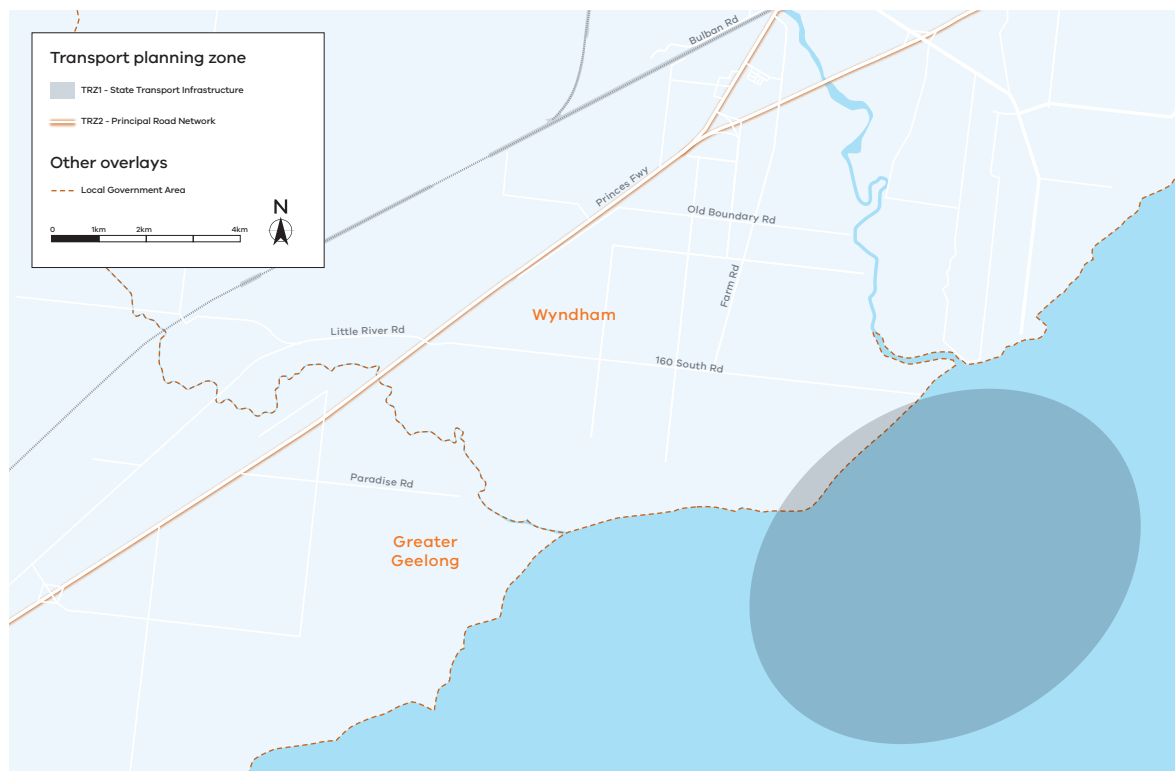 Transport planning zone
TRZ1 - State Transport Infrastructure
TRZ2 - Principal Road Network
Other overlays
Local Government Area
N
0 1km 2km 4km
Bulban Rd
Princes Fwy
Old Boundary Rd
Farm Rd
Wyndham
Little River Rd
160 South Rd
Paradise Rd
Greater
Geelong